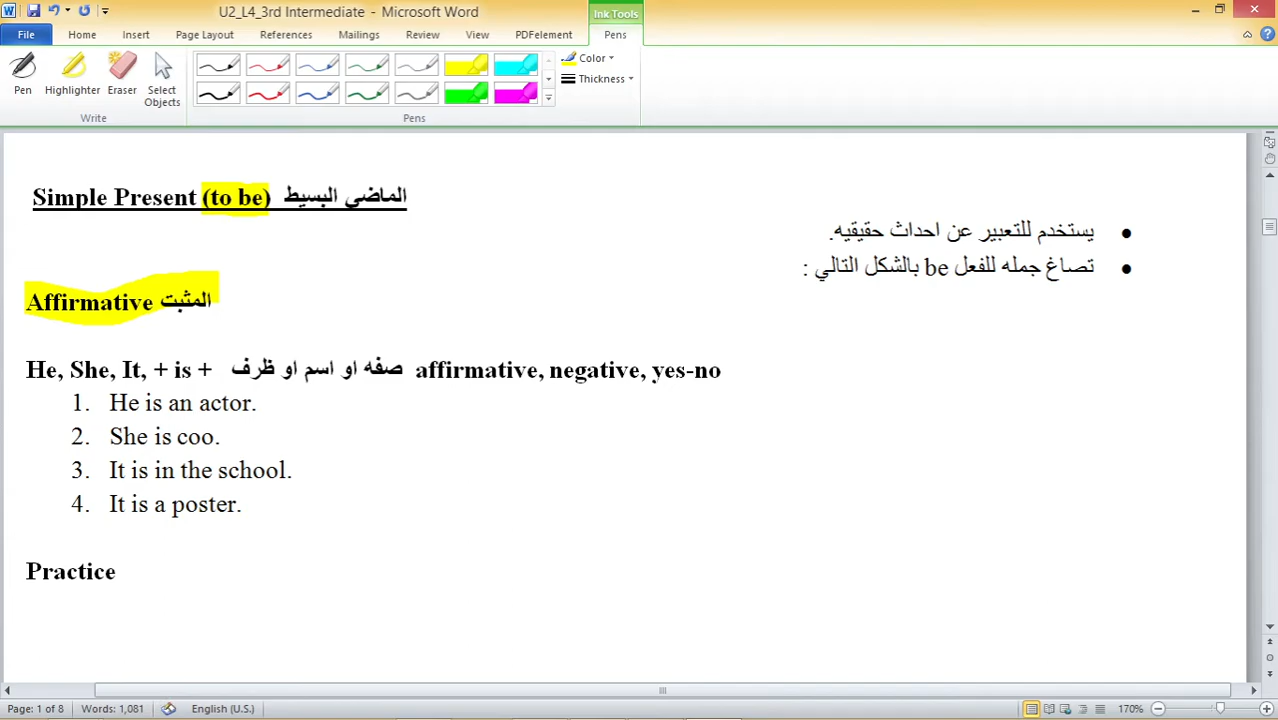 U2_L4_3rd Intermediate - Microsoft Word
Ink Tools
File Home Insert Page Layout References Mailings Review View PDFelement Pens
Pen Highlighter Eraser Select Objects
Color
Thickness
Write
Pens
Simple Present (to be) الماضي البسيط
يستخدم للتعبير عن احداث حقيقيه.
تصاغ جمله للفعل be بالشكل التالي :
Affirmative المثبت
He, She, It, + is + صفه او اسم او ظرف affirmative, negative, yes-no
1. He is an actor.
2. She is coo.
3. It is in the school.
4. It is a poster.
Practice
Page: 1 of 8 Words: 1,081 English (U.S.) 170%